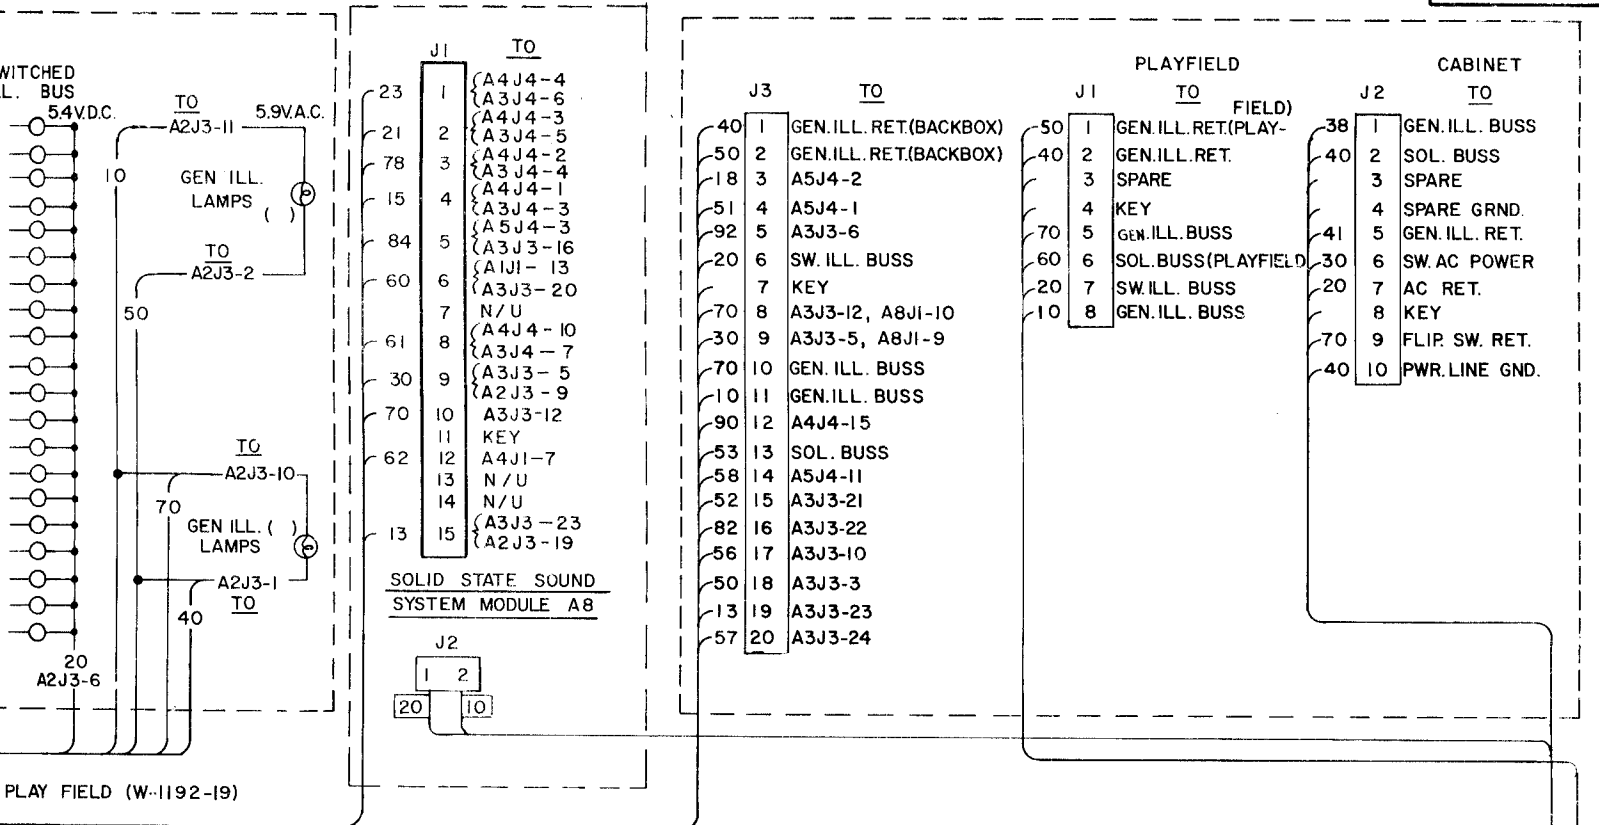 WITCHED
L. BUS
5.4V.D.C.
TO
A2J3-11
5.9V.A.C.
10
GEN ILL.
LAMPS
( )
TO
A2J3-2
50
TO
A2J3-10
70
GEN ILL. ( )
LAMPS
A2J3-1
TO
40
20
A2J3-6
PLAY FIELD (W-1192-19)
J1 TO
23 1 A4J4-4
A3J4-6
21 2 A4J4-3
A3J4-5
78 3 A4J4-2
A3J4-4
15 4 A4J4-1
A3J4-3
84 5 A5J4-3
A3J3-16
60 6 A1J1-13
A3J3-20
7 N/U
61 8 A4J4-10
A3J4-7
30 9 A3J3-5
A2J3-9
70 10 A3J3-12
11 KEY
62 12 A4J1-7
13 N/U
14 N/U
13 15 A3J3-23
A2J3-19
SOLID STATE SOUND
SYSTEM MODULE A8
J2
1 2
20 10
J3 TO
40 1 GEN.ILL.RET.(BACKBOX)
50 2 GEN.ILL.RET.(BACKBOX)
18 3 A5J4-2
51 4 A5J4-1
92 5 A3J3-6
20 6 SW. ILL. BUSS
7 KEY
70 8 A3J3-12, A8J1-10
30 9 A3J3-5, A8J1-9
70 10 GEN. ILL. BUSS
10 11 GEN.ILL. BUSS
90 12 A4J4-15
53 13 SOL. BUSS
58 14 A5J4-11
52 15 A3J3-21
82 16 A3J3-22
56 17 A3J3-10
50 18 A3J3-3
13 19 A3J3-23
57 20 A3J3-24
PLAYFIELD
J1 TO
FIELD)
50 1 GEN.ILL.RET.(PLAY-
40 2 GEN.ILL.RET.
3 SPARE
4 KEY
70 5 GEN.ILL.BUSS
60 6 SOL.BUSS(PLAYFIELD
20 7 SW.ILL. BUSS
10 8 GEN.ILL. BUSS
CABINET
J2 TO
38 1 GEN.ILL. BUSS
40 2 SOL. BUSS
3 SPARE
4 SPARE GRND.
41 5 GEN. ILL. RET.
30 6 SW. AC POWER
20 7 AC RET.
8 KEY
70 9 FLIP. SW. RET.
40 10 PWR.LINE GND.